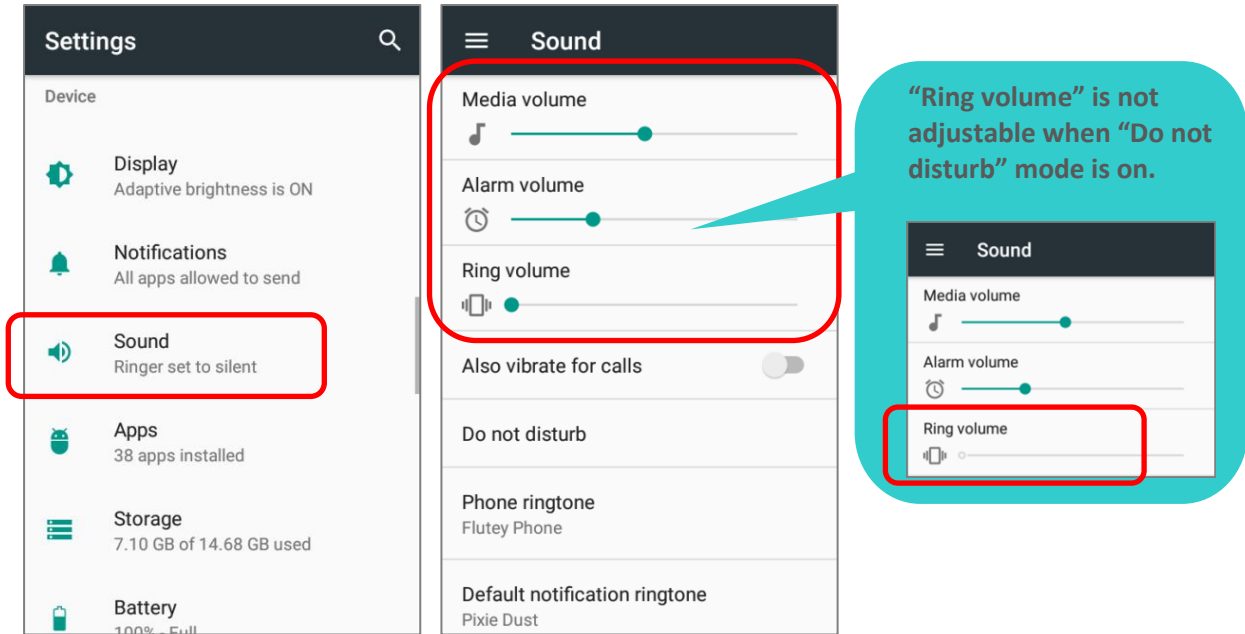 Settings
Device
Display
Adaptive brightness is ON
Notifications
All apps allowed to send
Sound
Ringer set to silent
Apps
38 apps installed
Storage
7.10 GB of 14.68 GB used
Battery
100% - Full
Sound
Media volume
Alarm volume
Ring volume
Also vibrate for calls
Do not disturb
Phone ringtone
Flutey Phone
Default notification ringtone
Pixie Dust
“Ring volume” is not
adjustable when “Do not
disturb” mode is on.
Sound
Media volume
Alarm volume
Ring volume